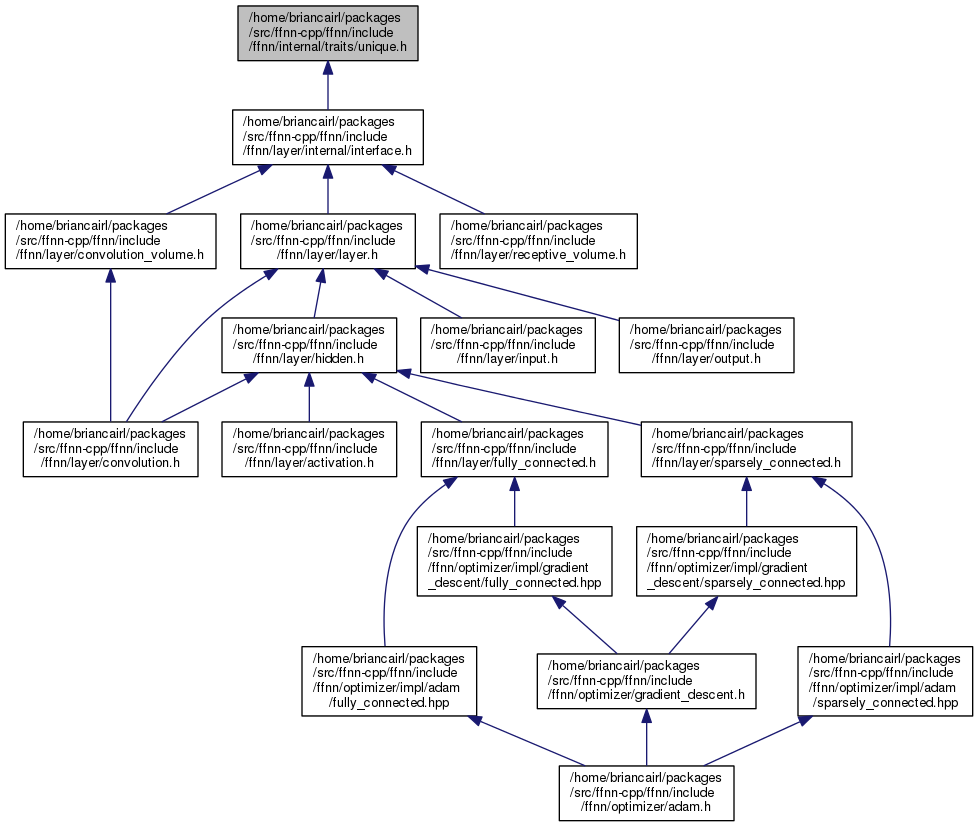 /home/briancairl/packages
/src/ffnn-cpp/ffnn/include
/ffnn/internal/traits/unique.h
/home/briancairl/packages
/src/ffnn-cpp/ffnn/include
/ffnn/layer/internal/interface.h
/home/briancairl/packages
/src/ffnn-cpp/ffnn/include
/ffnn/layer/convolution_volume.h
/home/briancairl/packages
/src/ffnn-cpp/ffnn/include
/ffnn/layer/layer.h
/home/briancairl/packages
/src/ffnn-cpp/ffnn/include
/ffnn/layer/receptive_volume.h
/home/briancairl/packages
/src/ffnn-cpp/ffnn/include
/ffnn/layer/hidden.h
/home/briancairl/packages
/src/ffnn-cpp/ffnn/include
/ffnn/layer/input.h
/home/briancairl/packages
/src/ffnn-cpp/ffnn/include
/ffnn/layer/output.h
/home/briancairl/packages
/src/ffnn-cpp/ffnn/include
/ffnn/layer/convolution.h
/home/briancairl/packages
/src/ffnn-cpp/ffnn/include
/ffnn/layer/activation.h
/home/briancairl/packages
/src/ffnn-cpp/ffnn/include
/ffnn/layer/fully_connected.h
/home/briancairl/packages
/src/ffnn-cpp/ffnn/include
/ffnn/layer/sparsely_connected.h
/home/briancairl/packages
/src/ffnn-cpp/ffnn/include
/ffnn/optimizer/impl/gradient
_descent/fully_connected.hpp
/home/briancairl/packages
/src/ffnn-cpp/ffnn/include
/ffnn/optimizer/impl/gradient
_descent/sparsely_connected.hpp
/home/briancairl/packages
/src/ffnn-cpp/ffnn/include
/ffnn/optimizer/impl/adam
/fully_connected.hpp
/home/briancairl/packages
/src/ffnn-cpp/ffnn/include
/ffnn/optimizer/gradient_descent.h
/home/briancairl/packages
/src/ffnn-cpp/ffnn/include
/ffnn/optimizer/impl/adam
/sparsely_connected.hpp
/home/briancairl/packages
/src/ffnn-cpp/ffnn/include
/ffnn/optimizer/adam.h